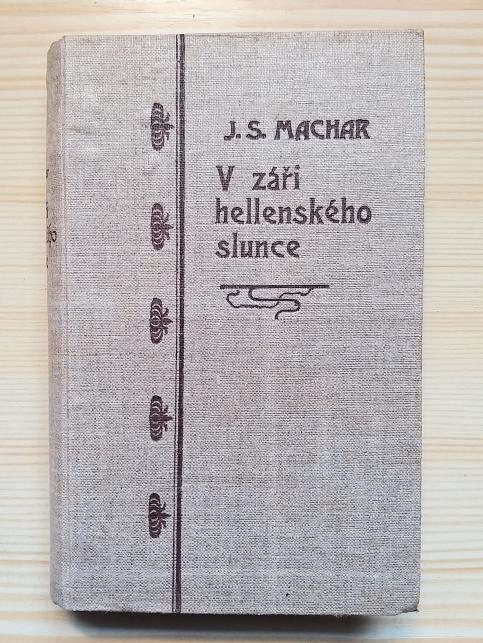 J. S. MACHAR
V záři
hellenského
slunce